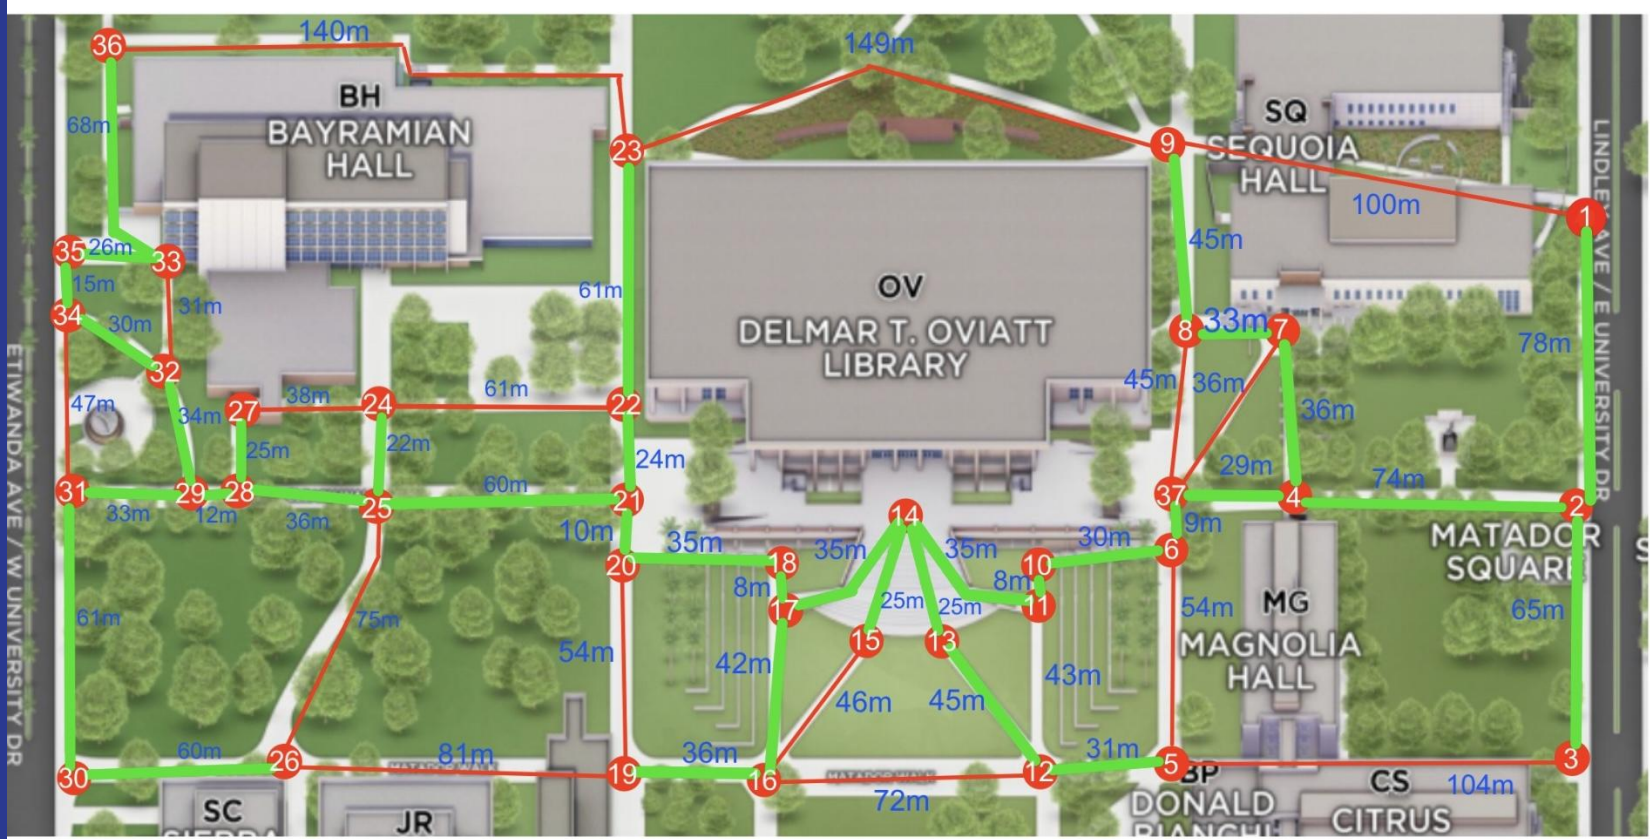 36
140m
149m
68m
BH
BAYRAMIAN
HALL
23
9
SQ
SEQUOIA
HALL
100m
1
35
26m
33
15m
34
30m
31m
32
61m
45m
OV
DELMAR T. OVIATT
LIBRARY
8
33m
7
78m
LINDLEY AVE / E UNIVERSITY DR
47m
34m
27
38m
24
61m
22
45m
36m
36m
25m
22m
24m
29m
74m
31
29
28
60m
21
37
4
2
33m
12m
36m
25
10m
14
9m
MATADOR
SQUARE
S
20
35m
18
35m
35m
10
30m
6
8m
17
8m
11
25m
25m
61m
75m
54m
42m
15
13
43m
54m
MG
MAGNOLIA
HALL
65m
46m
45m
ETIWANDA AVE / W UNIVERSITY DR
30
60m
26
81m
MATADOR WALK
19
36m
16
MATADOR WALK
72m
12
31m
5
3
104m
SC
SIERRA
JR
BP
DONALD
BIANCHI
CS
CITRUS